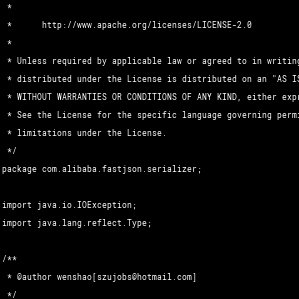 *
* http://www.apache.org/licenses/LICENSE-2.0
*
* Unless required by applicable law or agreed to in writing
* distributed under the License is distributed on an "AS IS
* WITHOUT WARRANTIES OR CONDITIONS OF ANY KIND, either
* See the License for the specific language governing
* limitations under the License.
*/
package com.alibaba.fastjson.serializer;
import java.io.IOException;
import java.lang.reflect.Type;
/**
* @author wenshao[szujobs@hotmail.com]
*/